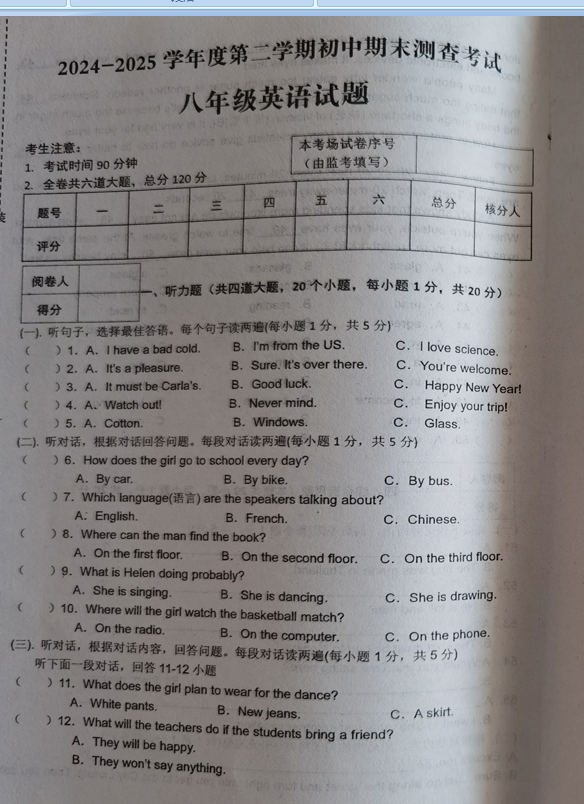 2024-2025 学年度第二学期初中期末测查考试
八年级英语试题
考生注意：
1. 考试时间 90 分钟
2. 全卷共六道大题，总分 120 分
本考场试卷序号
（由监考填写）
题号 一 二 三 四 五 六 总分 核分人
评分
阅卷人
得分
一、听力题（共四道大题，20 个小题，每小题 1 分，共 20 分）
(一). 听句子，选择最佳答语。每个句子读两遍(每小题 1 分，共 5 分)
（ ）1. A. I have a bad cold. B. I'm from the US. C. I love science.
（ ）2. A. It's a pleasure. B. Sure. It's over there. C. You're welcome.
（ ）3. A. It must be Carla's. B. Good luck. C. Happy New Year!
（ ）4. A. Watch out! B. Never mind. C. Enjoy your trip!
（ ）5. A. Cotton. B. Windows. C. Glass.
(二). 听对话，根据对话回答问题。每段对话读两遍(每小题 1 分，共 5 分)
（ ）6. How does the girl go to school every day?
A. By car. B. By bike. C. By bus.
（ ）7. Which language(语言) are the speakers talking about?
A. English. B. French. C. Chinese.
（ ）8. Where can the man find the book?
A. On the first floor. B. On the second floor. C. On the third floor.
（ ）9. What is Helen doing probably?
A. She is singing. B. She is dancing. C. She is drawing.
（ ）10. Where will the girl watch the basketball match?
A. On the radio. B. On the computer. C. On the phone.
(三). 听对话，根据对话内容，回答问题。每段对话读两遍(每小题 1 分，共 5 分)
听下面一段对话，回答 11-12 小题
（ ）11. What does the girl plan to wear for the dance?
A. White pants. B. New jeans. C. A skirt.
（ ）12. What will the teachers do if the students bring a friend?
A. They will be happy.
B. They won't say anything.